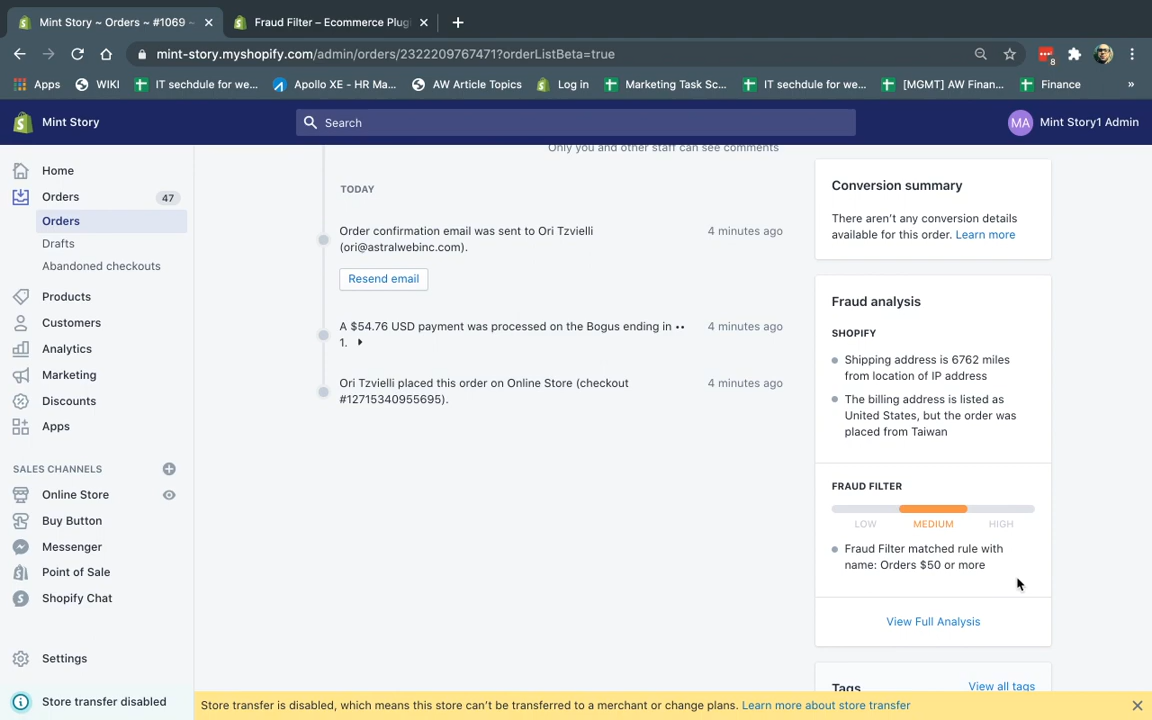 Mint Story ~ Orders ~ #1069 ~
Fraud Filter – Ecommerce Plug
mint-story.myshopify.com/admin/orders/2322209767471?orderListBeta=true
8
Apps
WIKI
IT sechdule for we...
Apollo XE - HR Ma...
AW Article Topics
Log in
Marketing Task Sc...
IT sechdule for we...
[MGMT] AW Finan...
Finance
»
Mint Story
Search
MA
Mint Story1 Admin
Home
Orders
47
Orders
Drafts
Abandoned checkouts
Products
Customers
Analytics
Marketing
Discounts
Apps
SALES CHANNELS
Online Store
Buy Button
Messenger
Point of Sale
Shopify Chat
Settings
Store transfer disabled
Only you and other staff can see comments
TODAY
Order confirmation email was sent to Ori Tzvielli
(ori@astralwebinc.com).
4 minutes ago
Resend email
A $54.76 USD payment was processed on the Bogus ending in ••
1.
4 minutes ago
Ori Tzvielli placed this order on Online Store (checkout
#12715340955695).
4 minutes ago
Conversion summary
There aren't any conversion details
available for this order. Learn more
Fraud analysis
SHOPIFY
Shipping address is 6762 miles
from location of IP address
The billing address is listed as
United States, but the order was
placed from Taiwan
FRAUD FILTER
LOW
MEDIUM
HIGH
Fraud Filter matched rule with
name: Orders $50 or more
View Full Analysis
Tags
View all tags
Store transfer is disabled, which means this store can't be transferred to a merchant or change plans. Learn more about store transfer